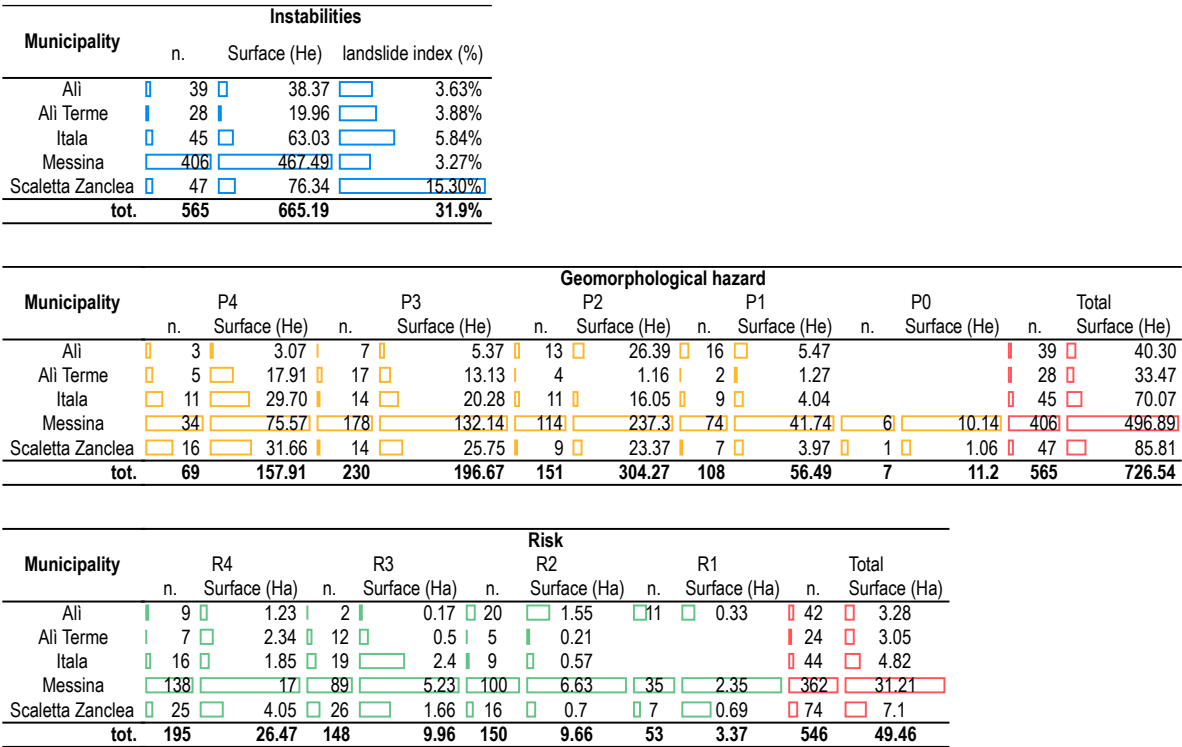 Instabilities
Municipality
n. Surface (He) landslide index (%)
Alì 39 38.37 3.63%
Alì Terme 28 19.96 3.88%
Itala 45 63.03 5.84%
Messina 406 467.49 3.27%
Scaletta Zanclea 47 76.34 15.30%
tot. 565 665.19 31.9%
Geomorphological hazard
Municipality P4 P3 P2 P1 P0 Total
n. Surface (He) n. Surface (He) n. Surface (He) n. Surface (He) n. Surface (He) n. Surface (He)
Alì 3 3.07 7 5.37 13 26.39 16 5.47 39 40.30
Alì Terme 5 17.91 17 13.13 4 1.16 2 1.27 28 33.47
Itala 11 29.70 14 20.28 11 16.05 9 4.04 45 70.07
Messina 34 75.57 178 132.14 114 237.3 74 41.74 6 10.14 406 496.89
Scaletta Zanclea 16 31.66 14 25.75 9 23.37 7 3.97 1 1.06 47 85.81
tot. 69 157.91 230 196.67 151 304.27 108 56.49 7 11.2 565 726.54
Risk
Municipality R4 R3 R2 R1 Total
n. Surface (Ha) n. Surface (Ha) n. Surface (Ha) n. Surface (Ha) n. Surface (Ha)
Alì 9 1.23 2 0.17 20 1.55 11 0.33 42 3.28
Alì Terme 7 2.34 12 0.5 5 0.21 24 3.05
Itala 16 1.85 19 2.4 9 0.57 44 4.82
Messina 138 17 89 5.23 100 6.63 35 2.35 362 31.21
Scaletta Zanclea 25 4.05 26 1.66 16 0.7 7 0.69 74 7.1
tot. 195 26.47 148 9.96 150 9.66 53 3.37 546 49.46